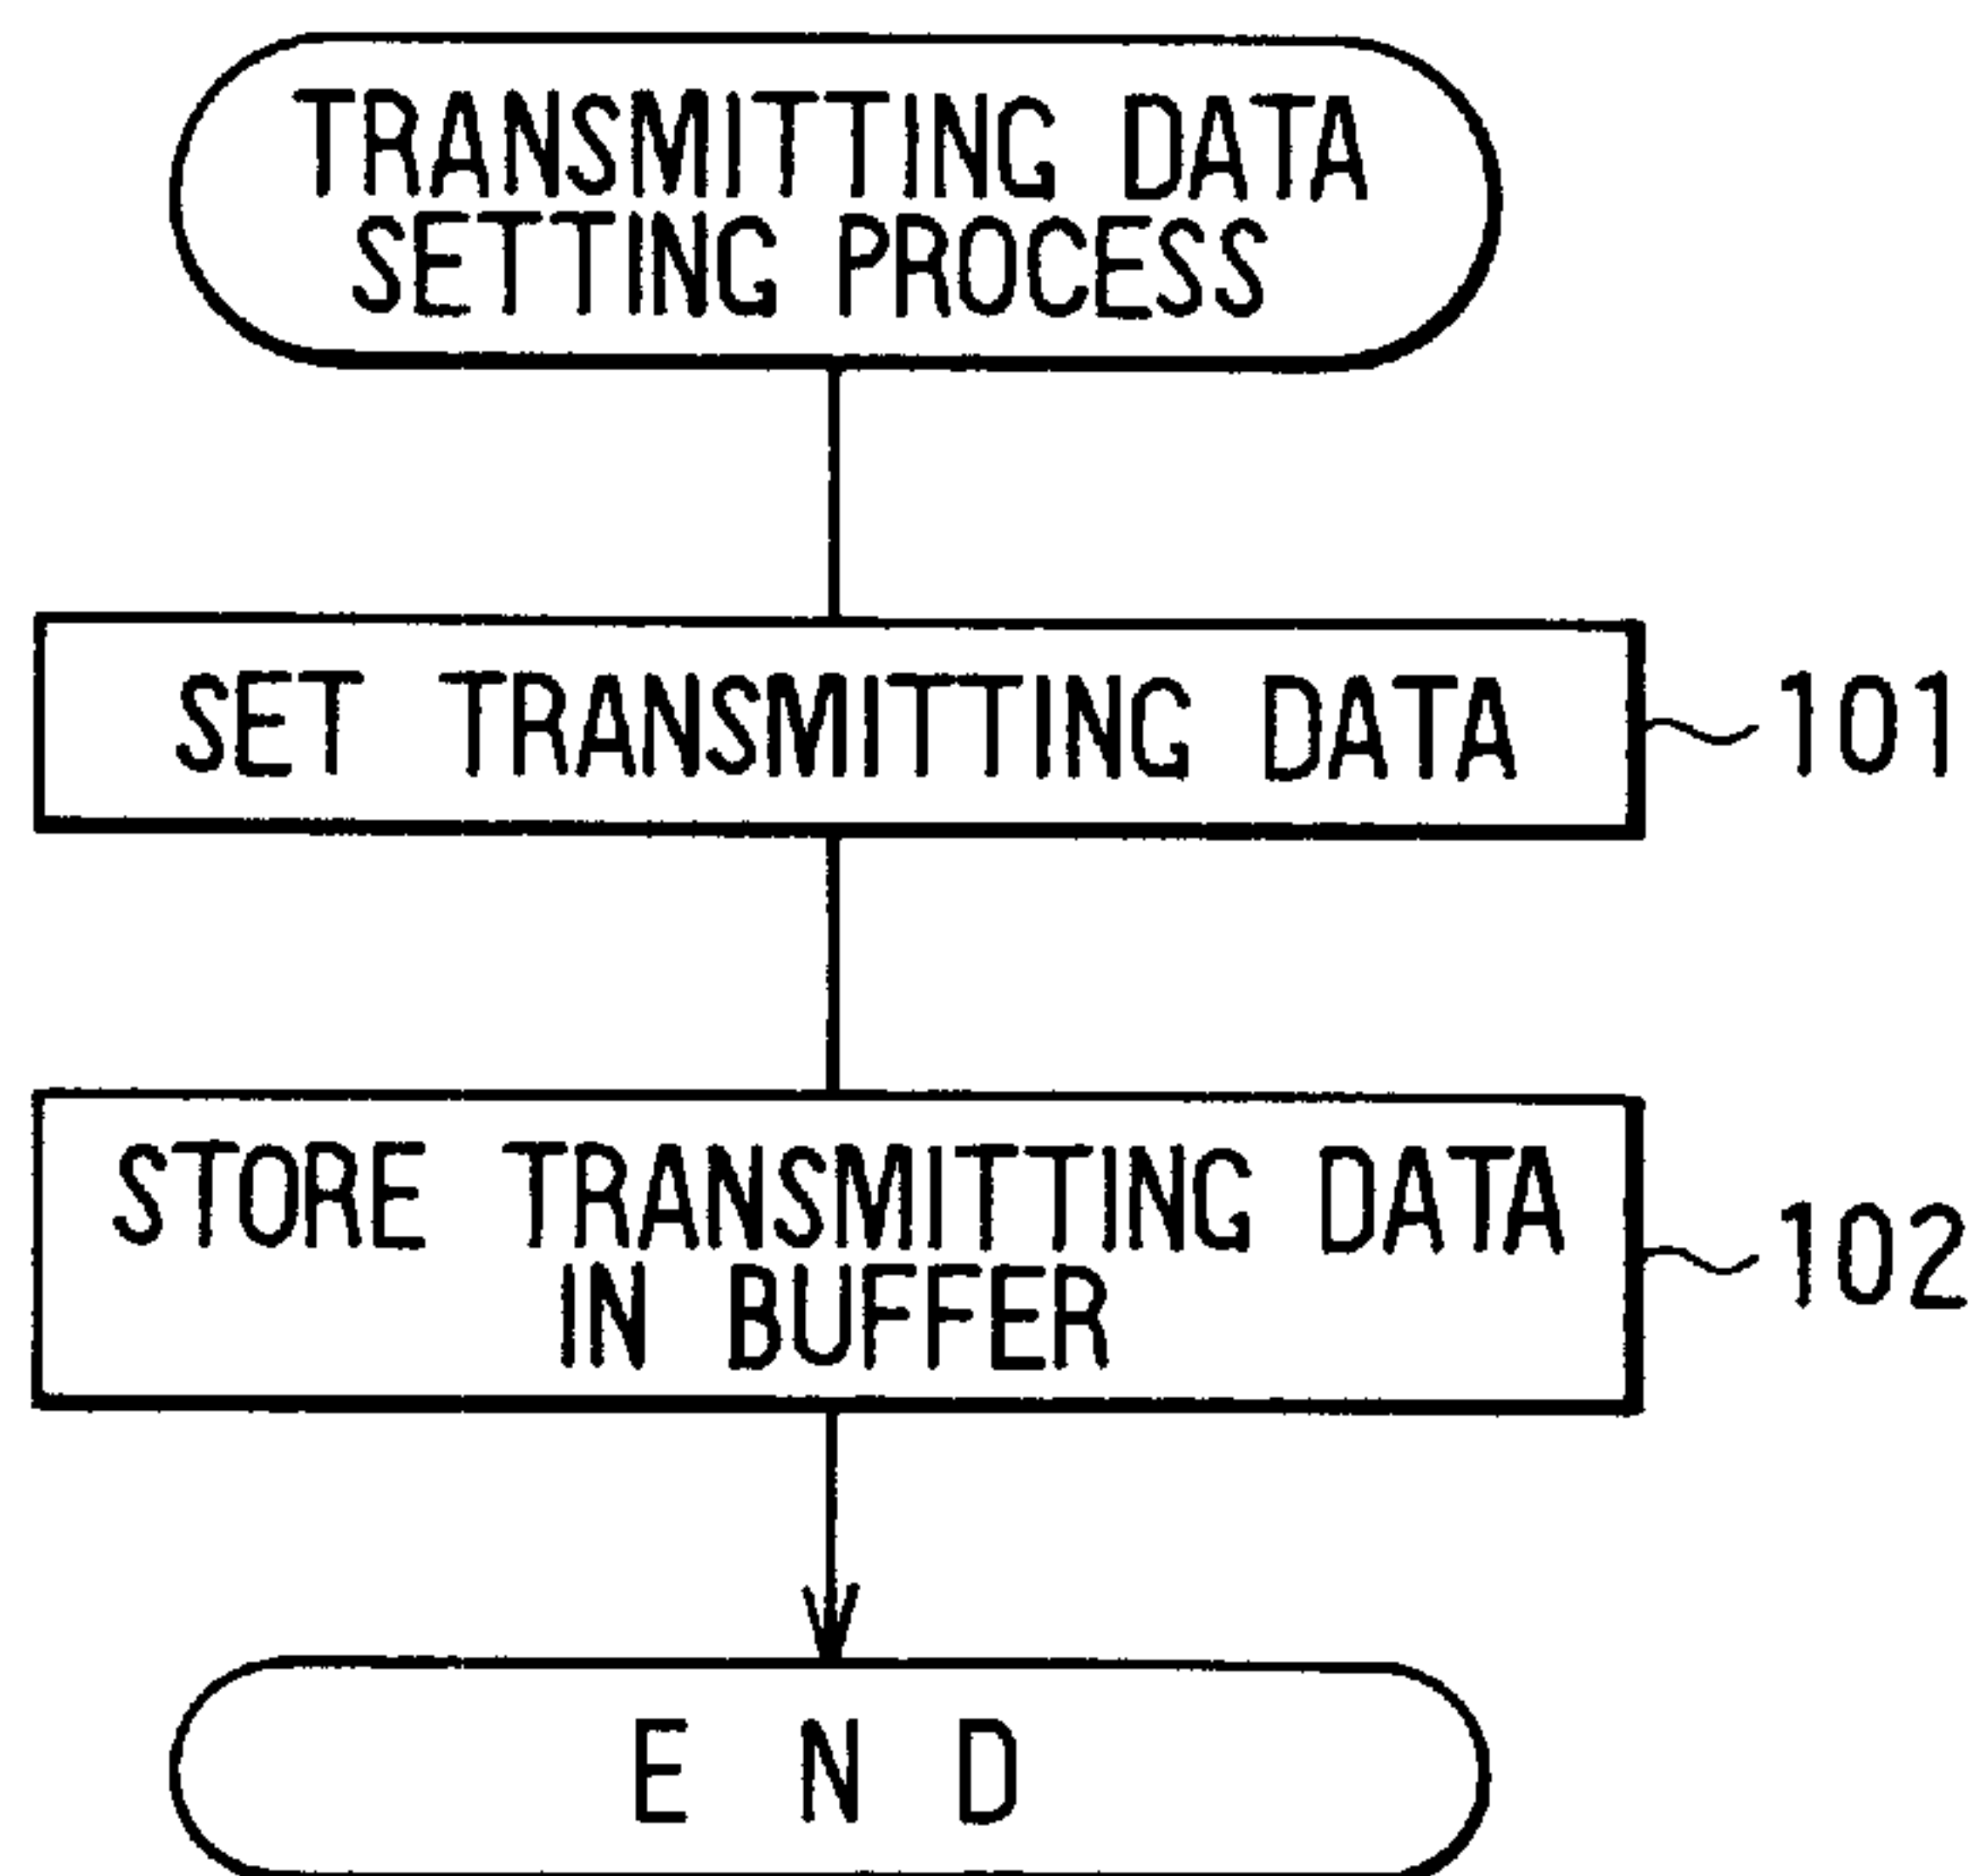 TRANSMITTING DATA
SETTING PROCESS
SET TRANSMITTING DATA
101
STORE TRANSMITTING DATA
IN BUFFER
102
E N D